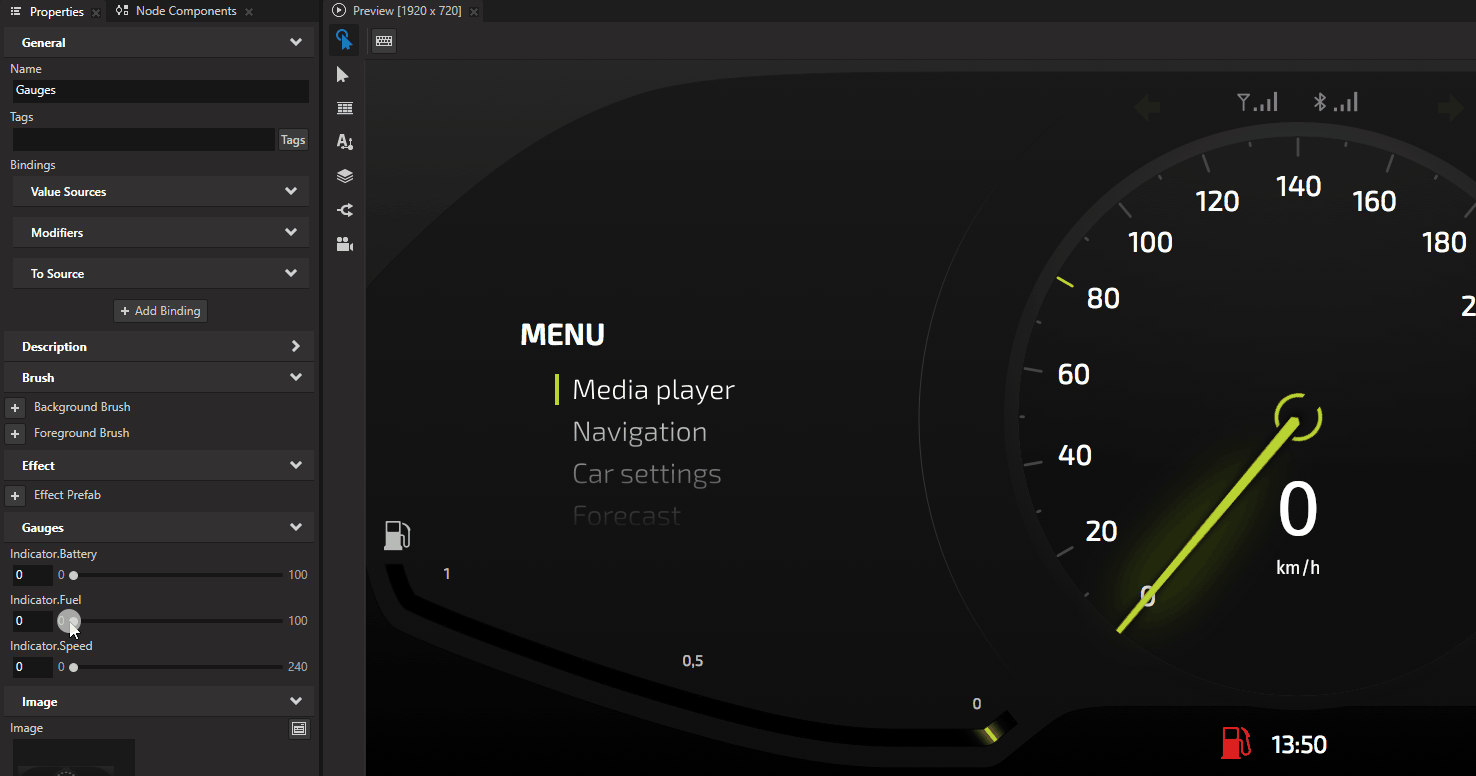 Properties
Node Components
General
Name
Gauges
Tags
Tags
Bindings
Value Sources
Modifiers
To Source
+ Add Binding
Description
Brush
+ Background Brush
+ Foreground Brush
Effect
+ Effect Prefab
Gauges
Indicator.Battery
0 0 100
Indicator.Fuel
0 0 100
Indicator.Speed
0 0 240
Image
Image
Preview [1920 x 720]
MENU
Media player
Navigation
Car settings
Forecast
1
0,5
0
0
20
40
60
80
100
120
140
160
180
2
0
km/h
13:50